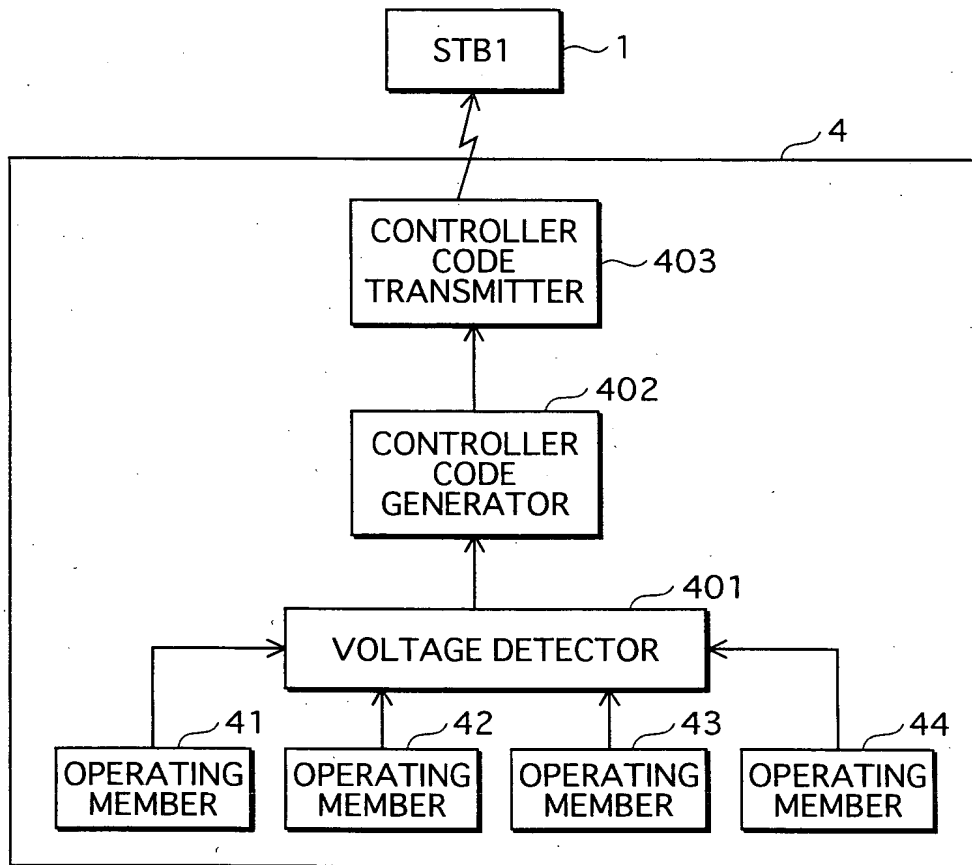 STB1
1
4
CONTROLLER
CODE
TRANSMITTER
403
402
CONTROLLER
CODE
GENERATOR
401
VOLTAGE DETECTOR
41
42
43
44
OPERATING
MEMBER
OPERATING
MEMBER
OPERATING
MEMBER
OPERATING
MEMBER